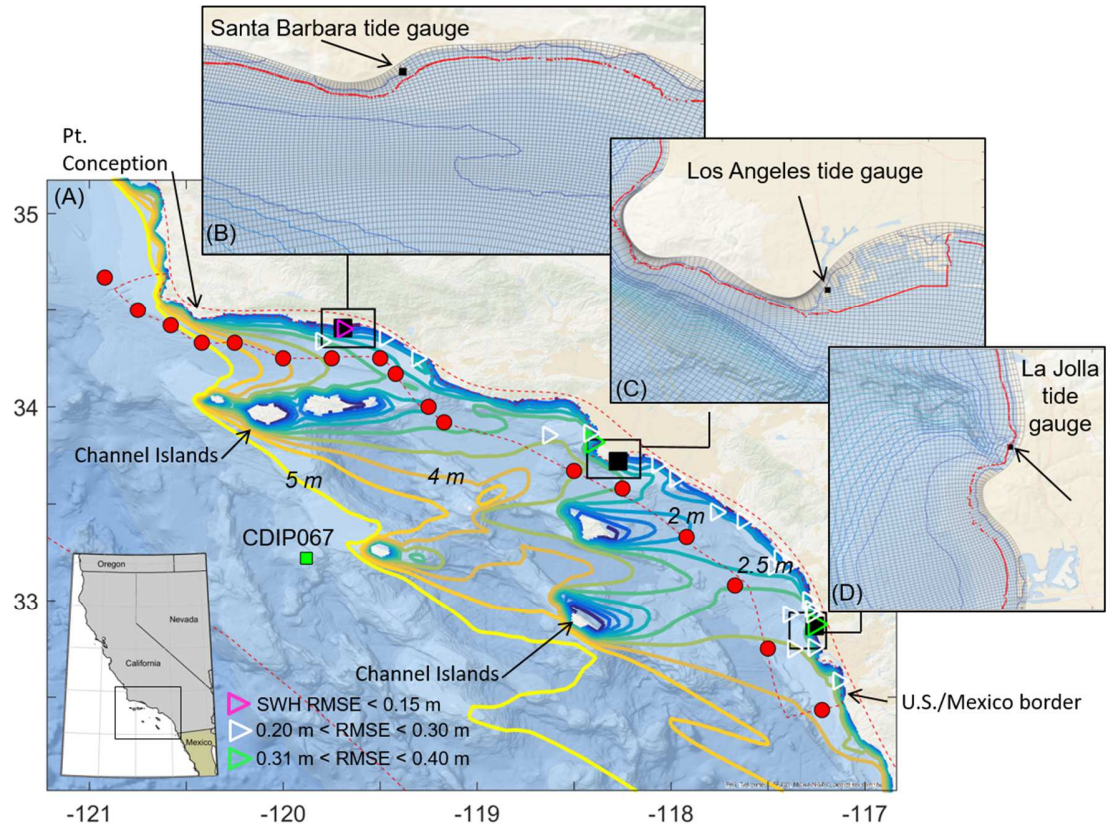 Santa Barbara tide gauge
(B)
Pt.
Conception
Los Angeles tide gauge
(C)
La Jolla
tide
gauge
(D)
(A)
35
34
33
Channel Islands
5 m
4 m
2 m
2.5 m
CDIP067
Channel Islands
U.S./Mexico border
Oregon
Nevada
California
Mexico
SWH RMSE < 0.15 m
0.20 m < RMSE < 0.30 m
0.31 m < RMSE < 0.40 m
-121
-120
-119
-118
-117